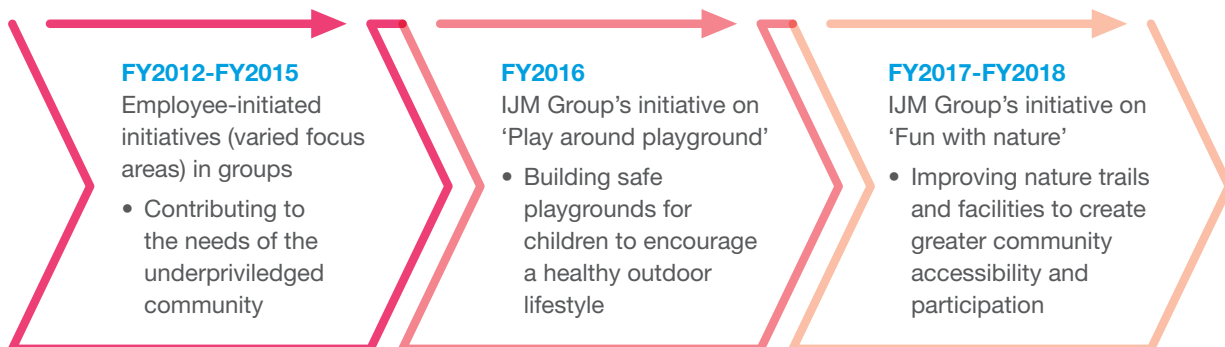 FY2012-FY2015
Employee-initiated
initiatives (varied focus
areas) in groups
• Contributing to
the needs of the
underpriviledged
community
FY2016
IJM Group’s initiative on
‘Play around playground’
• Building safe
playgrounds for
children to encourage
a healthy outdoor
lifestyle
FY2017-FY2018
IJM Group’s initiative on
‘Fun with nature’
• Improving nature trails
and facilities to create
greater community
accessibility and
participation